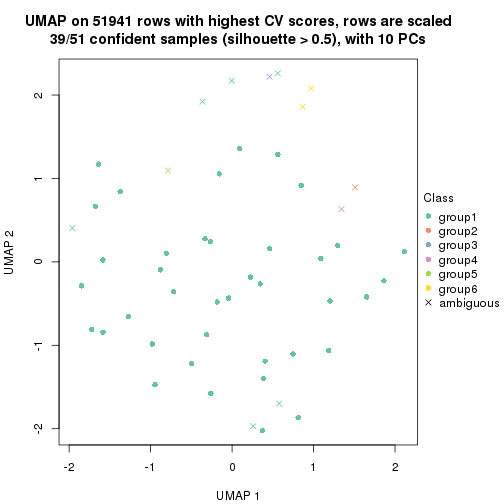 UMAP on 51941 rows with highest CV scores, rows are scaled
39/51 confident samples (silhouette > 0.5), with 10 PCs
2
1
0
-1
-2
UMAP 2
-2
-1
0
1
2
UMAP 1
Class
group1
group2
group3
group4
group5
group6
ambiguous